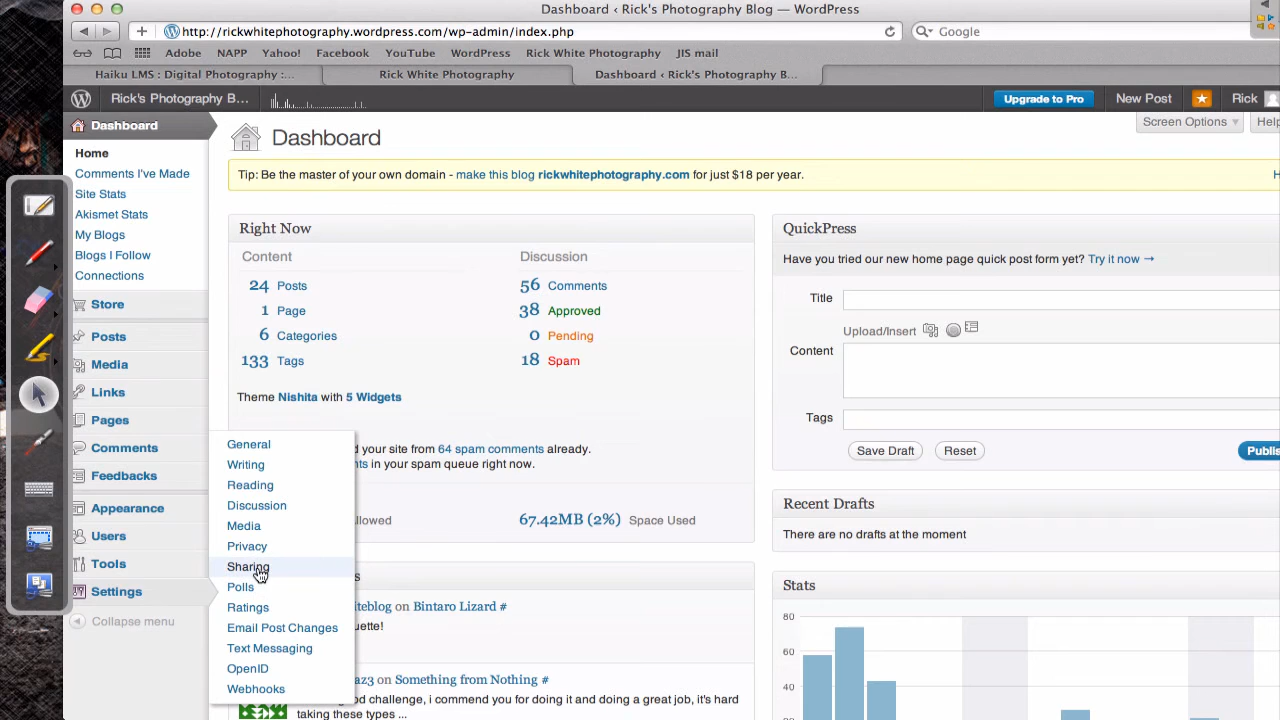 Dashboard ‹ Rick's Photography Blog — WordPress
http://rickwhitephotography.wordpress.com/wp-admin/index.php
Google
Adobe NAPP Yahoo! Facebook YouTube WordPress Rick White Photography JIS mail
Haiku LMS : Digital Photography :...
Rick White Photography
Dashboard ‹ Rick's Photography B...
Rick's Photography B...
Upgrade to Pro
New Post
Rick
Dashboard
Home
Comments I've Made
Site Stats
Akismet Stats
My Blogs
Blogs I Follow
Connections
Store
Posts
Media
Links
Pages
Comments
Feedbacks
Appearance
Users
Tools
Settings
Collapse menu
General
Writing
Reading
Discussion
Media
Privacy
Sharing
Polls
Ratings
Email Post Changes
Text Messaging
OpenID
Webhooks
Screen Options
Help
Dashboard
Tip: Be the master of your own domain - make this blog rickwhitephotography.com for just $18 per year.
H
Right Now
Content
24 Posts
1 Page
6 Categories
133 Tags
Discussion
56 Comments
38 Approved
0 Pending
18 Spam
Theme Nishita with 5 Widgets
d your site from 64 spam comments already.
nts in your spam queue right now.
llowed
67.42MB (2%) Space Used
s
iteblog on Bintaro Lizard #
uette!
az3 on Something from Nothing #
od challenge, i commend you for doing it and doing a great job, it's hard
taking these types ...
QuickPress
Have you tried our new home page quick post form yet? Try it now →
Title
Upload/Insert
Content
Tags
Save Draft
Reset
Publis
Recent Drafts
There are no drafts at the moment
Stats
80
60
40